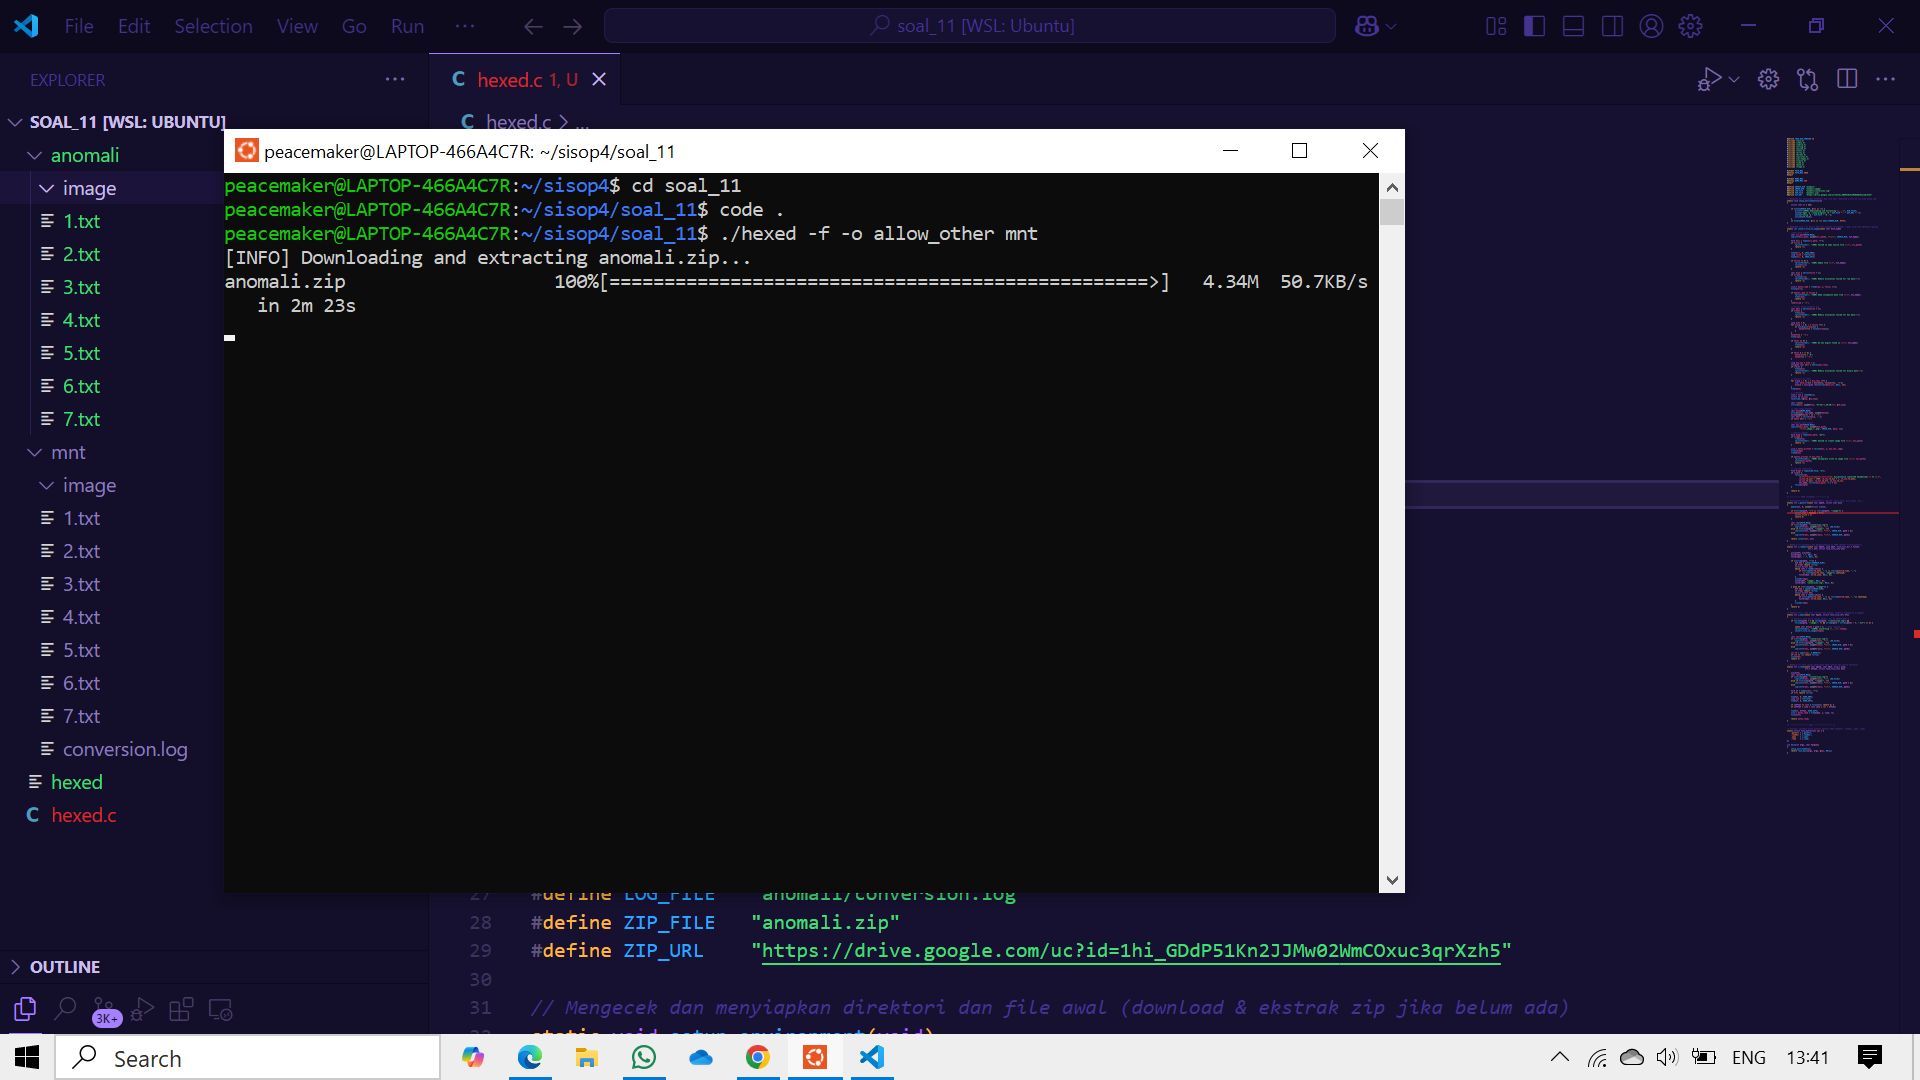 File Edit Selection View Go Run ··· soal_11 [WSL: Ubuntu]
EXPLORER ···
hexed.c 1, U
SOAL_11 [WSL: UBUNTU]
hexed.c > ...
anomali
image
1.txt
2.txt
3.txt
4.txt
5.txt
6.txt
7.txt
mnt
image
1.txt
2.txt
3.txt
4.txt
5.txt
6.txt
7.txt
conversion.log
hexed
C hexed.c
OUTLINE
3K+
peacemaker@LAPTOP-466A4C7R: ~/sisop4/soal_11
peacemaker@LAPTOP-466A4C7R:~/sisop4$ cd soal_11
peacemaker@LAPTOP-466A4C7R:~/sisop4/soal_11$ code .
peacemaker@LAPTOP-466A4C7R:~/sisop4/soal_11$ ./hexed -f -o allow_other mnt
[INFO] Downloading and extracting anomali.zip...
anomali.zip 100%[=================================================>] 4.34M 50.7KB/s
in 2m 23s
27 #define LOG_FILE "anomali/conversion.log"
28 #define ZIP_FILE "anomali.zip"
29 #define ZIP_URL "https://drive.google.com/uc?id=1hi_GDdP51Kn2JJMw02WmCOxuc3qrXzh5"
30
31 // Mengecek dan menyiapkan direktori dan file awal (download & ekstrak zip jika belum ada)
Search
ENG 13:41